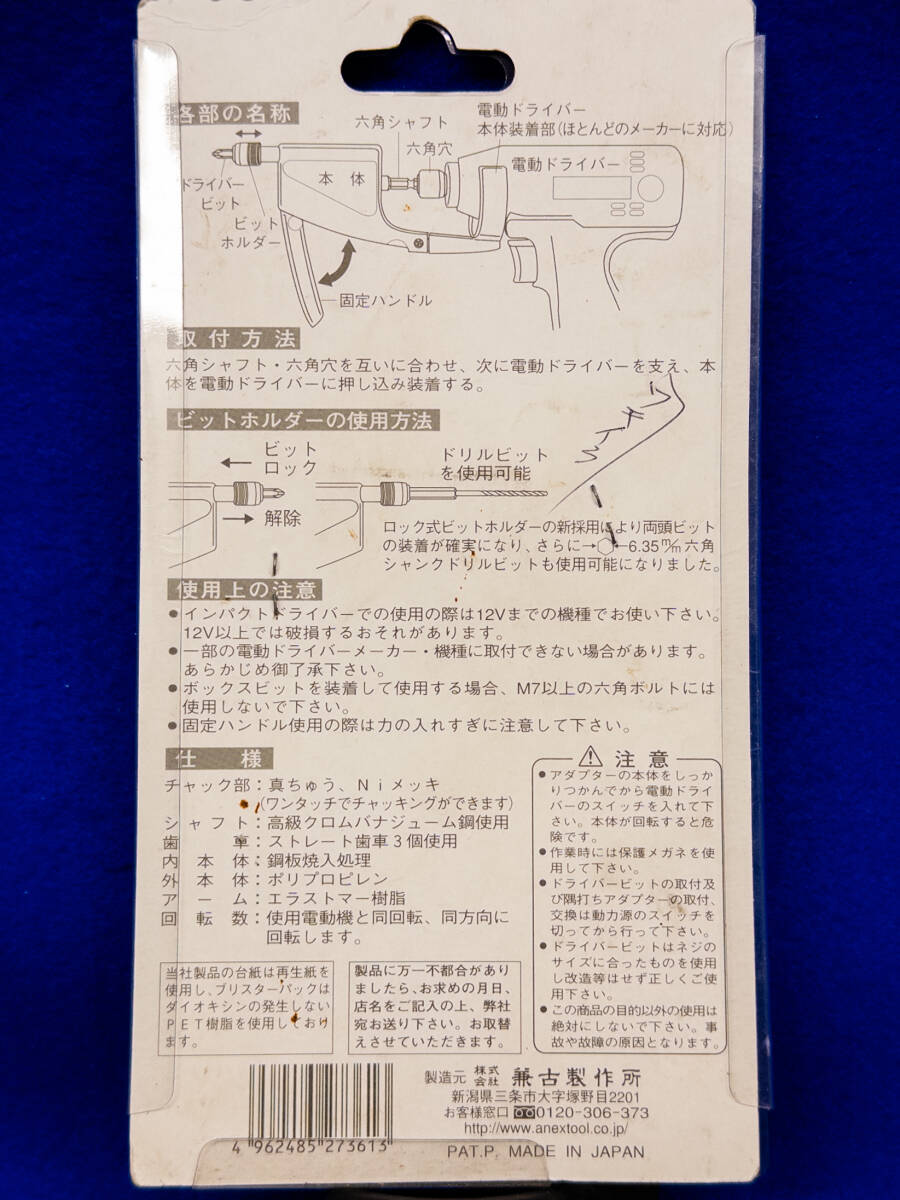 各部の名称
六角シャフト
六角穴
電動ドライバー
本体装着部(ほとんどのメーカーに対応)
電動ドライバー
本体
ドライバー
ビット
ビット
ホルダー
固定ハンドル
取付方法
六角シャフト・六角穴を互いに合わせ、次に電動ドライバーを支え、本
体を電動ドライバーに押し込み装着する。
ビットホルダーの使用方法
ビット
ロック
解除
ドリルビット
を使用可能
ロック式ビットホルダーの新採用により両頭ビット
の装着が確実になり、さらに→⬡←6.35m/m六角
シャンクドリルビットも使用可能になりました。
使用上の注意
●インパクトドライバーでの使用の際は12Vまでの機種でお使い下さい。
12V以上では破損するおそれがあります。
●一部の電動ドライバーメーカー・機種に取付できない場合があります。
あらかじめ御了承下さい。
●ボックスビットを装着して使用する場合、M7以上の六角ボルトには
使用しないで下さい。
●固定ハンドル使用の際は力の入れすぎに注意して下さい。
仕様
チャック部：真ちゅう、Niメッキ
(ワンタッチでチャッキングができます)
シャフト：高級クロムバナジューム鋼使用
歯車：ストレート歯車3個使用
内本体：鋼板焼入処理
外本体：ポリプロピレン
アーム：エラストマー樹脂
回転数：使用電動機と同回転、同方向に
回転します。
⚠注意
●アダプターの本体をしっか
りつかんでから電動ドライ
バーのスイッチを入れて下
さい。本体が回転すると危
険です。
●作業時には保護メガネを使
用して下さい。
●ドライバービットの取付及
び隅打ちアダプターの取付、
交換は動力源のスイッチを
切ってから行って下さい。
●ドライバービットはネジの
サイズに合ったものを使用
し改造等はせず正しくご使
用下さい。
●この商品の目的以外の使用は
絶対にしないで下さい。事
故や故障の原因となります。
当社製品の台紙は再生紙を
使用し、ブリスターパックは
ダイオキシンの発生しない
PET樹脂を使用しており
ます。
製品に万一不都合があり
ましたら、お求めの月日、
店名をご記入の上、弊社
宛お送り下さい。お取替
えさせていただきます。
4 962485 273613
製造元 株式会社 兼古製作所
新潟県三条市大字塚野目2201
お客様窓口 0120-306-373
http://www.anextool.co.jp/
PAT.P. MADE IN JAPAN